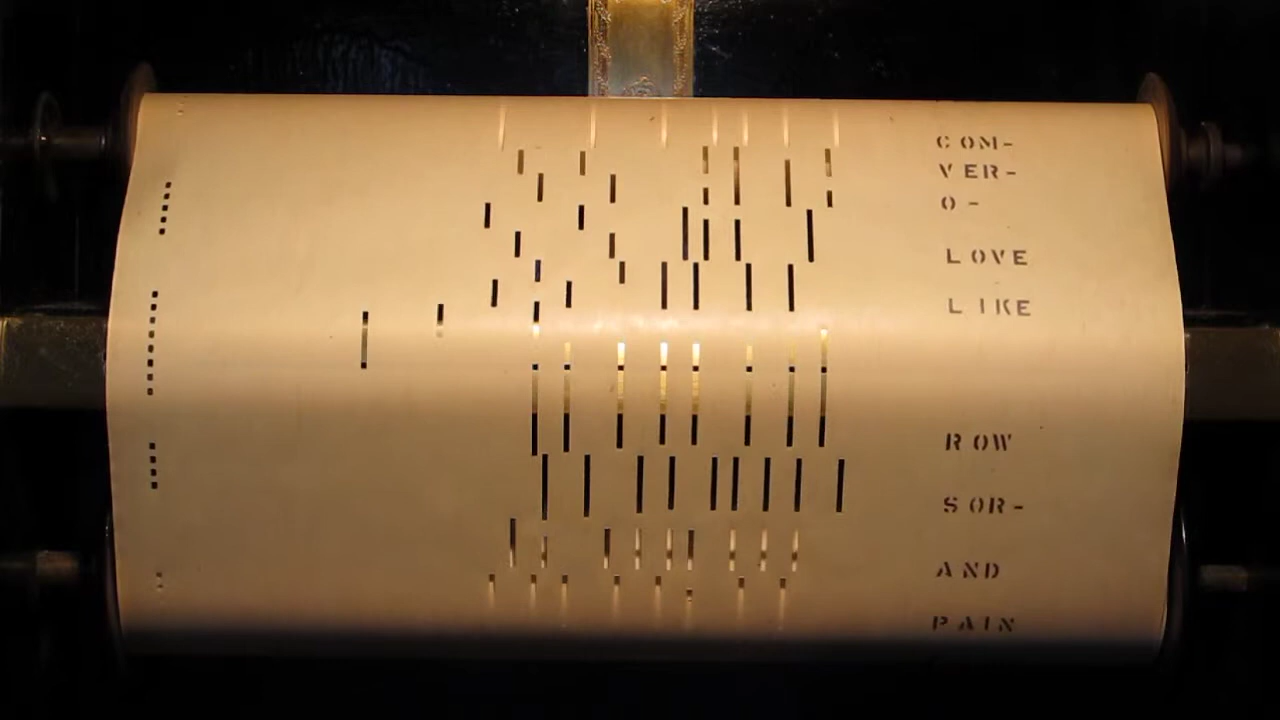 COM-
VER-
O-
LOVE
LIKE
ROW
SOR-
AND
PAIN